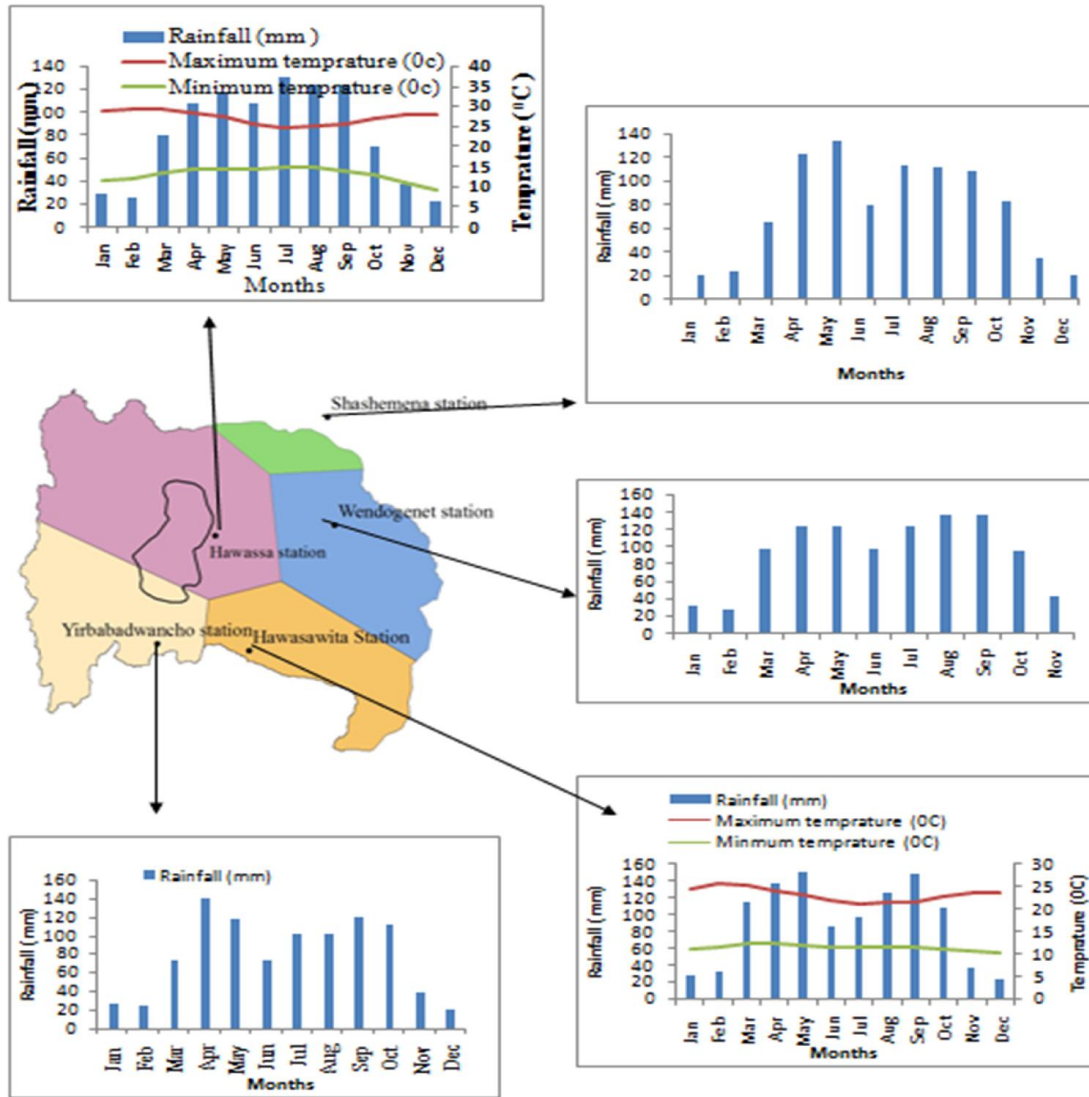 Rainfall (mm )
Maximum temprature (0c)
Minimum temprature (0c)
Rainfall (mm)
140
120
100
80
60
40
20
0
40
35
30
25
20
15
10
5
0
Temprature ( °C)
Jan Feb Mar Apr May Jun Jul Aug Sep Oct Nov Dec
Months
Rainfall (mm)
140
120
100
80
60
40
20
0
Jan Feb Mar Apr May Jun Jul Aug Sep Oct Nov Dec
Months
Shashemena station
Wendogenet station
Hawassa station
Yirbabadwancho station
Hawasawita Station
Rainfall (mm)
160
140
120
100
80
60
40
20
0
Jan Feb Mar Apr May Jun Jul Aug Sep Oct Nov
Months
Rainfall (mm)
Rainfall (mm)
160
140
120
100
80
60
40
20
0
Jan Feb Mar Apr May Jun Jul Aug Sep Oct Nov Dec
Months
Rainfall (mm)
Maximum temprature (0C)
Minmum temprature (0C)
Rainfall (mm)
160
140
120
100
80
60
40
20
0
30
25
20
15
10
5
0
Temprature (0C)
Jan Feb Mar Apr May Jun Jul Aug Sep Oct Nov Dec
Months